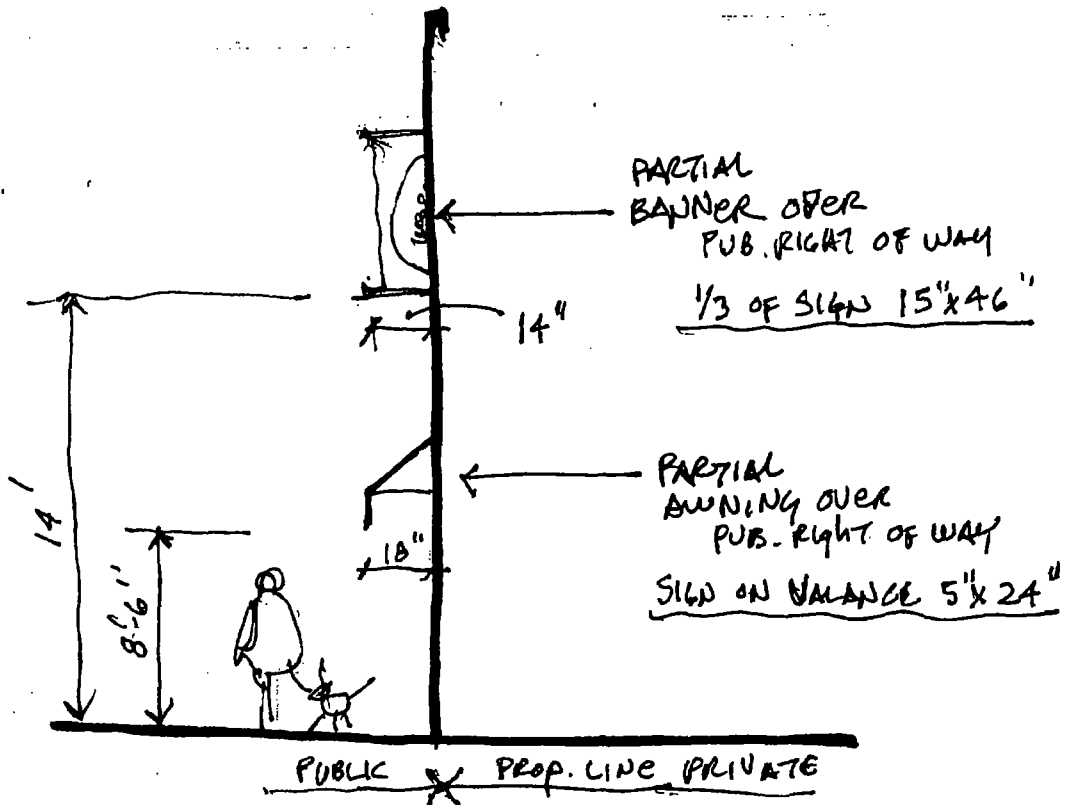 PARTIAL
BANNER OVER
PUB. RIGHT OF WAY
1/3 OF SIGN 15"X46"
14"
14'
PARTIAL
AWNING OVER
PUB. RIGHT OF WAY
SIGN ON VALANCE 5"X24"
18"
8'-6"
PUBLIC PROP. LINE PRIVATE